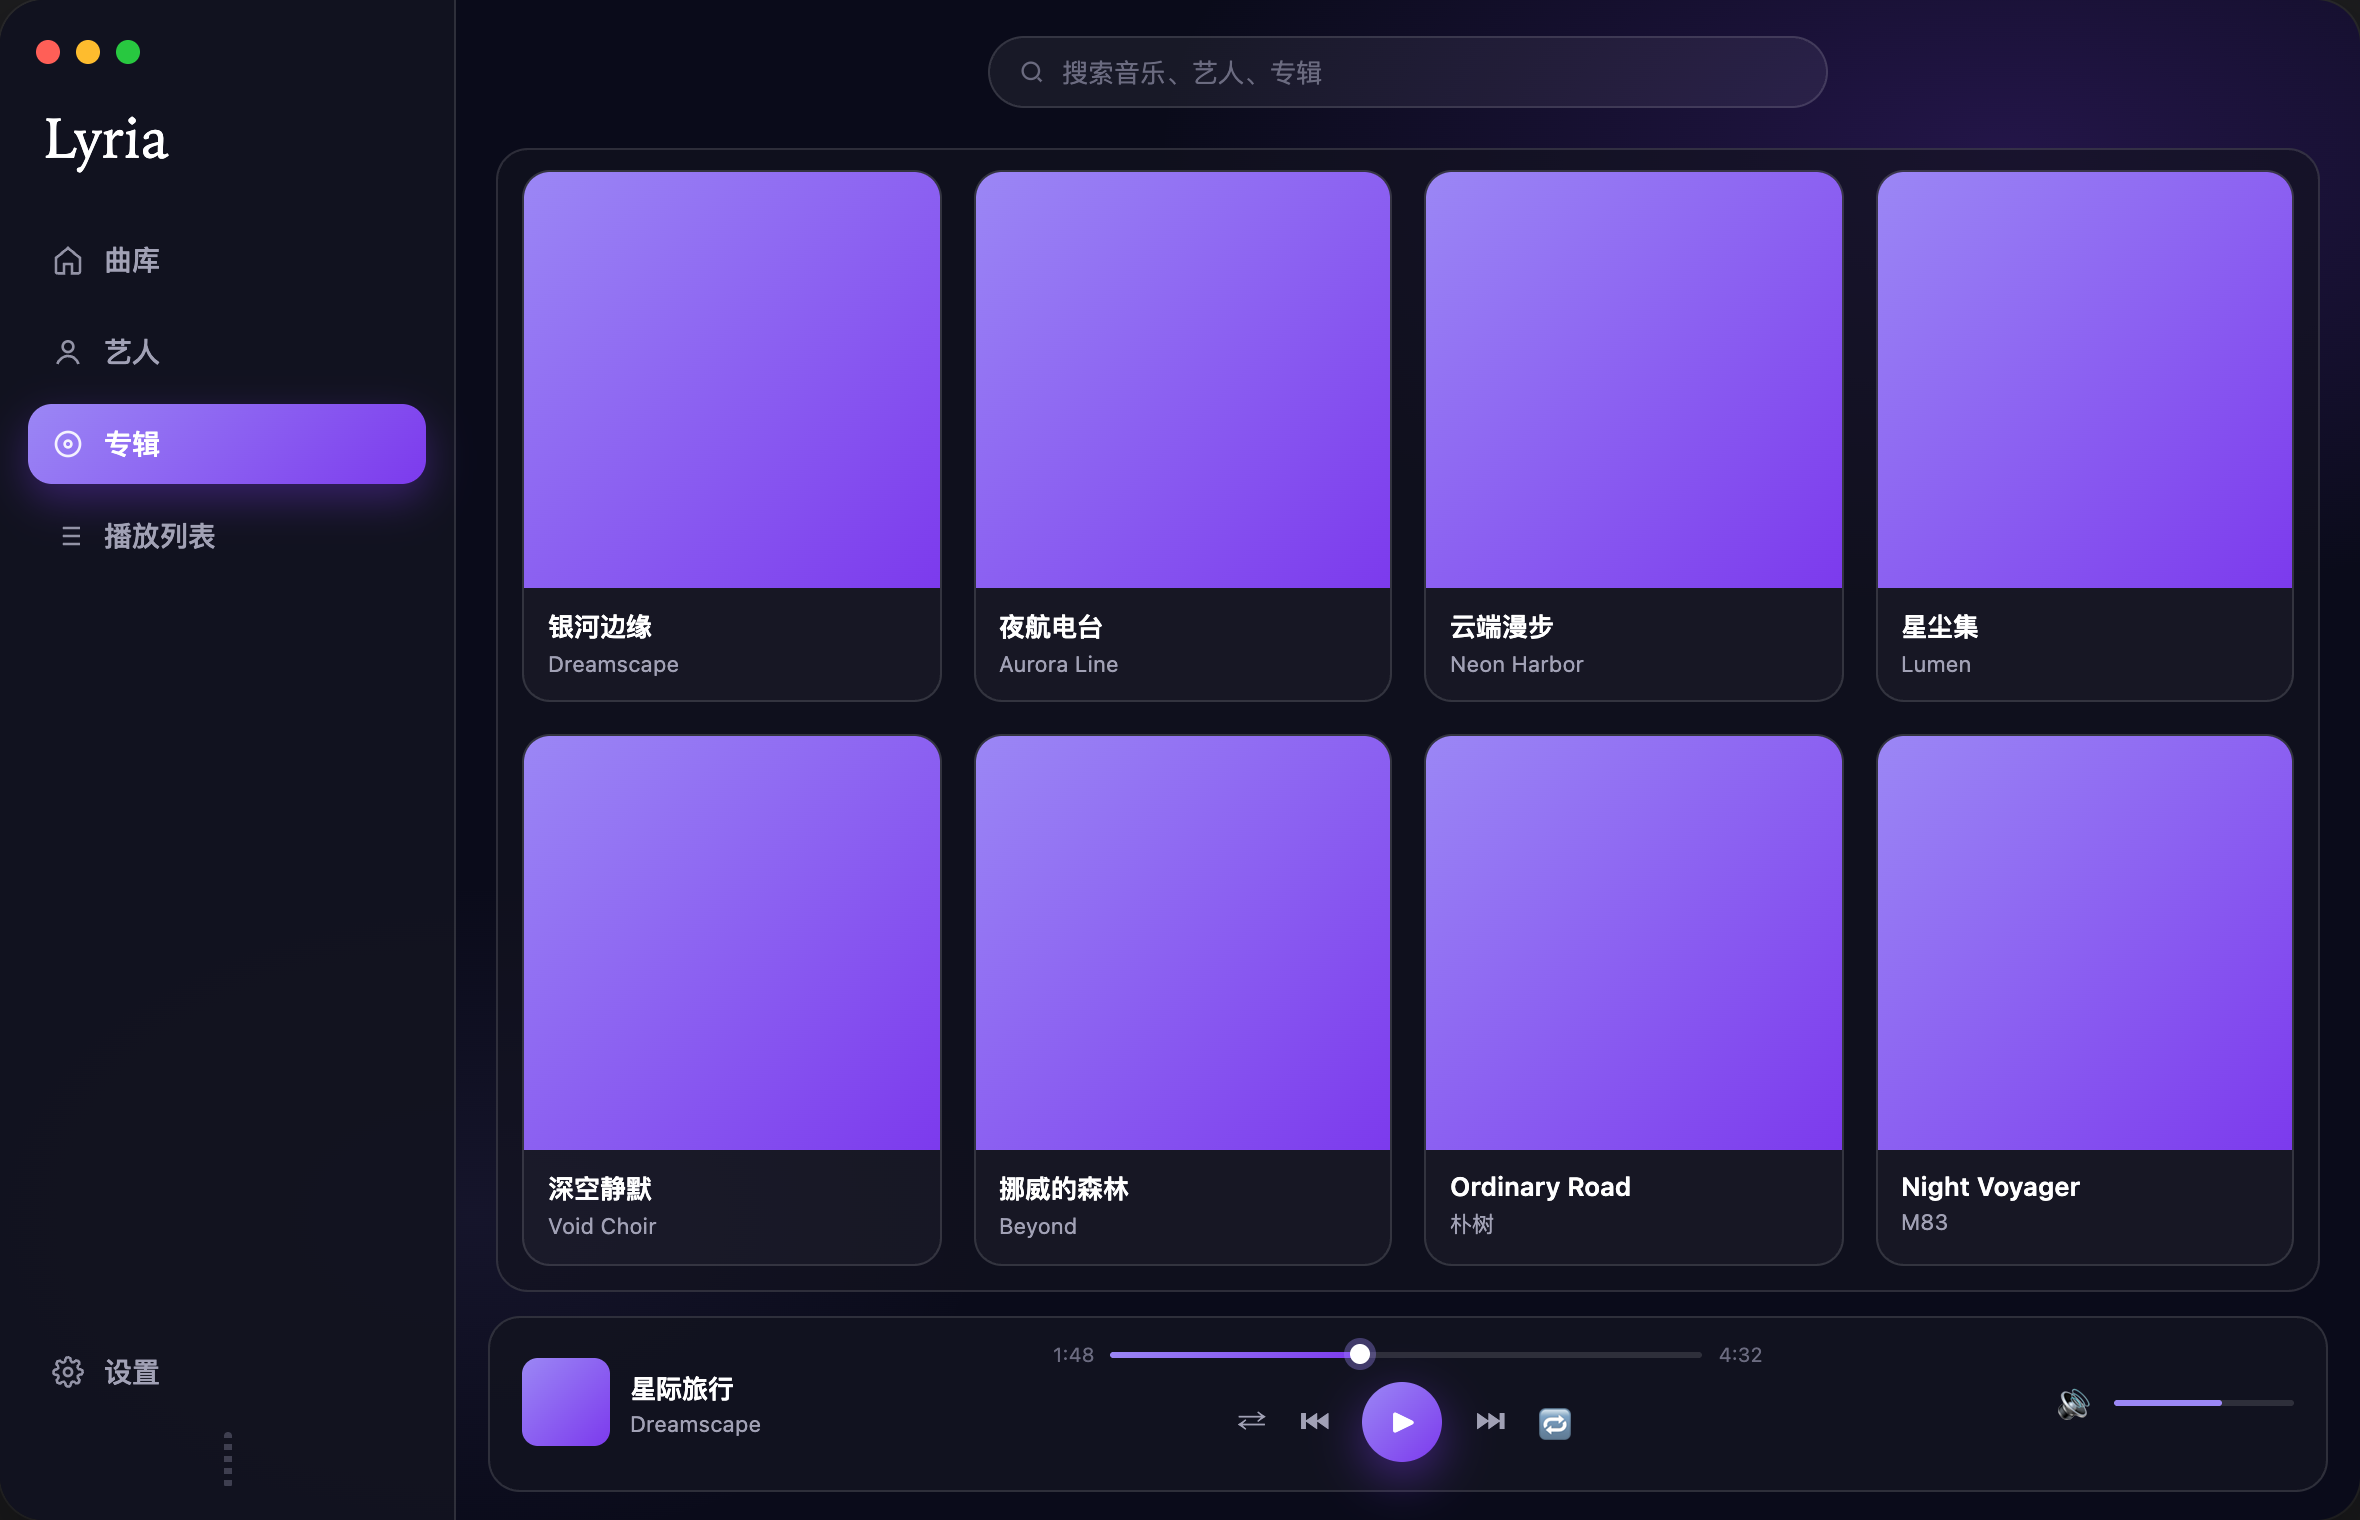 Lyria
曲库
艺人
专辑
播放列表
设置
搜索音乐、艺人、专辑
银河边缘
Dreamscape
夜航电台
Aurora Line
云端漫步
Neon Harbor
星尘集
Lumen
深空静默
Void Choir
挪威的森林
Beyond
Ordinary Road
朴树
Night Voyager
M83
星际旅行
Dreamscape
1:48
4:32